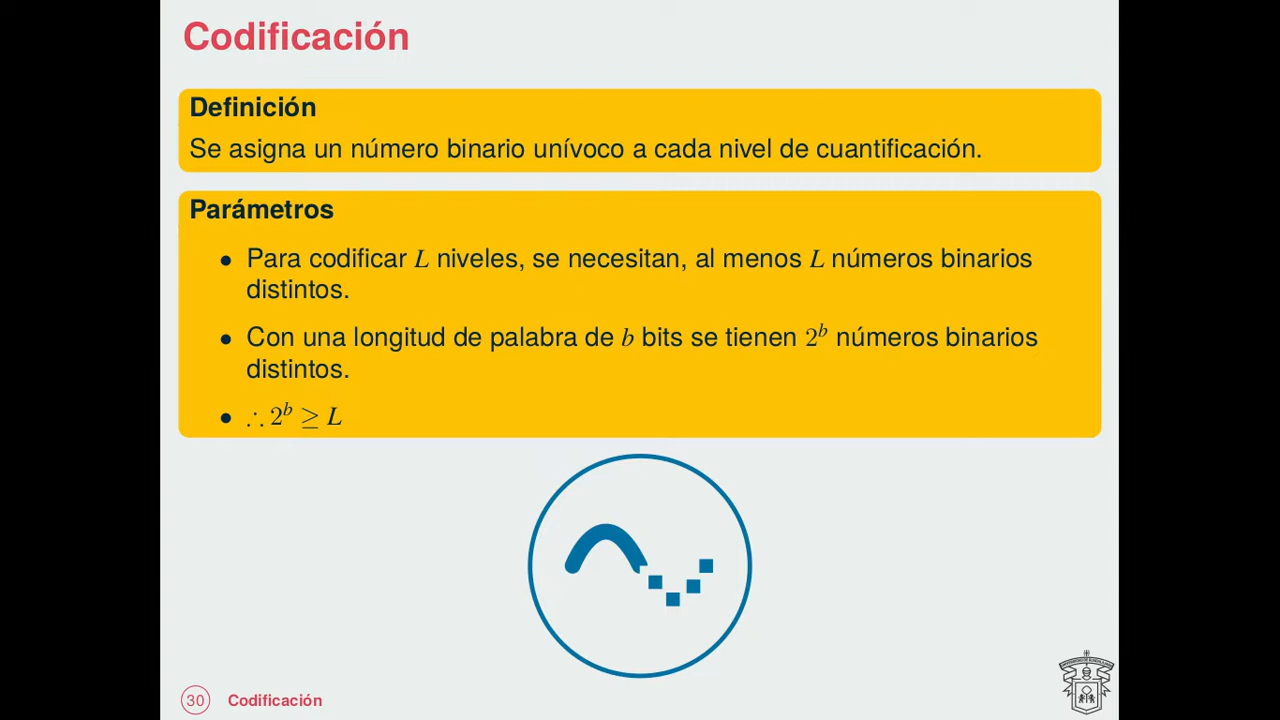 Codificación
Definición
Se asigna un número binario unívoco a cada nivel de cuantificación.
Parámetros
• Para codificar L niveles, se necesitan, al menos L números binarios
distintos.
• Con una longitud de palabra de b bits se tienen 2^b números binarios
distintos.
• ∴ 2^b ≥ L
30 Codificación